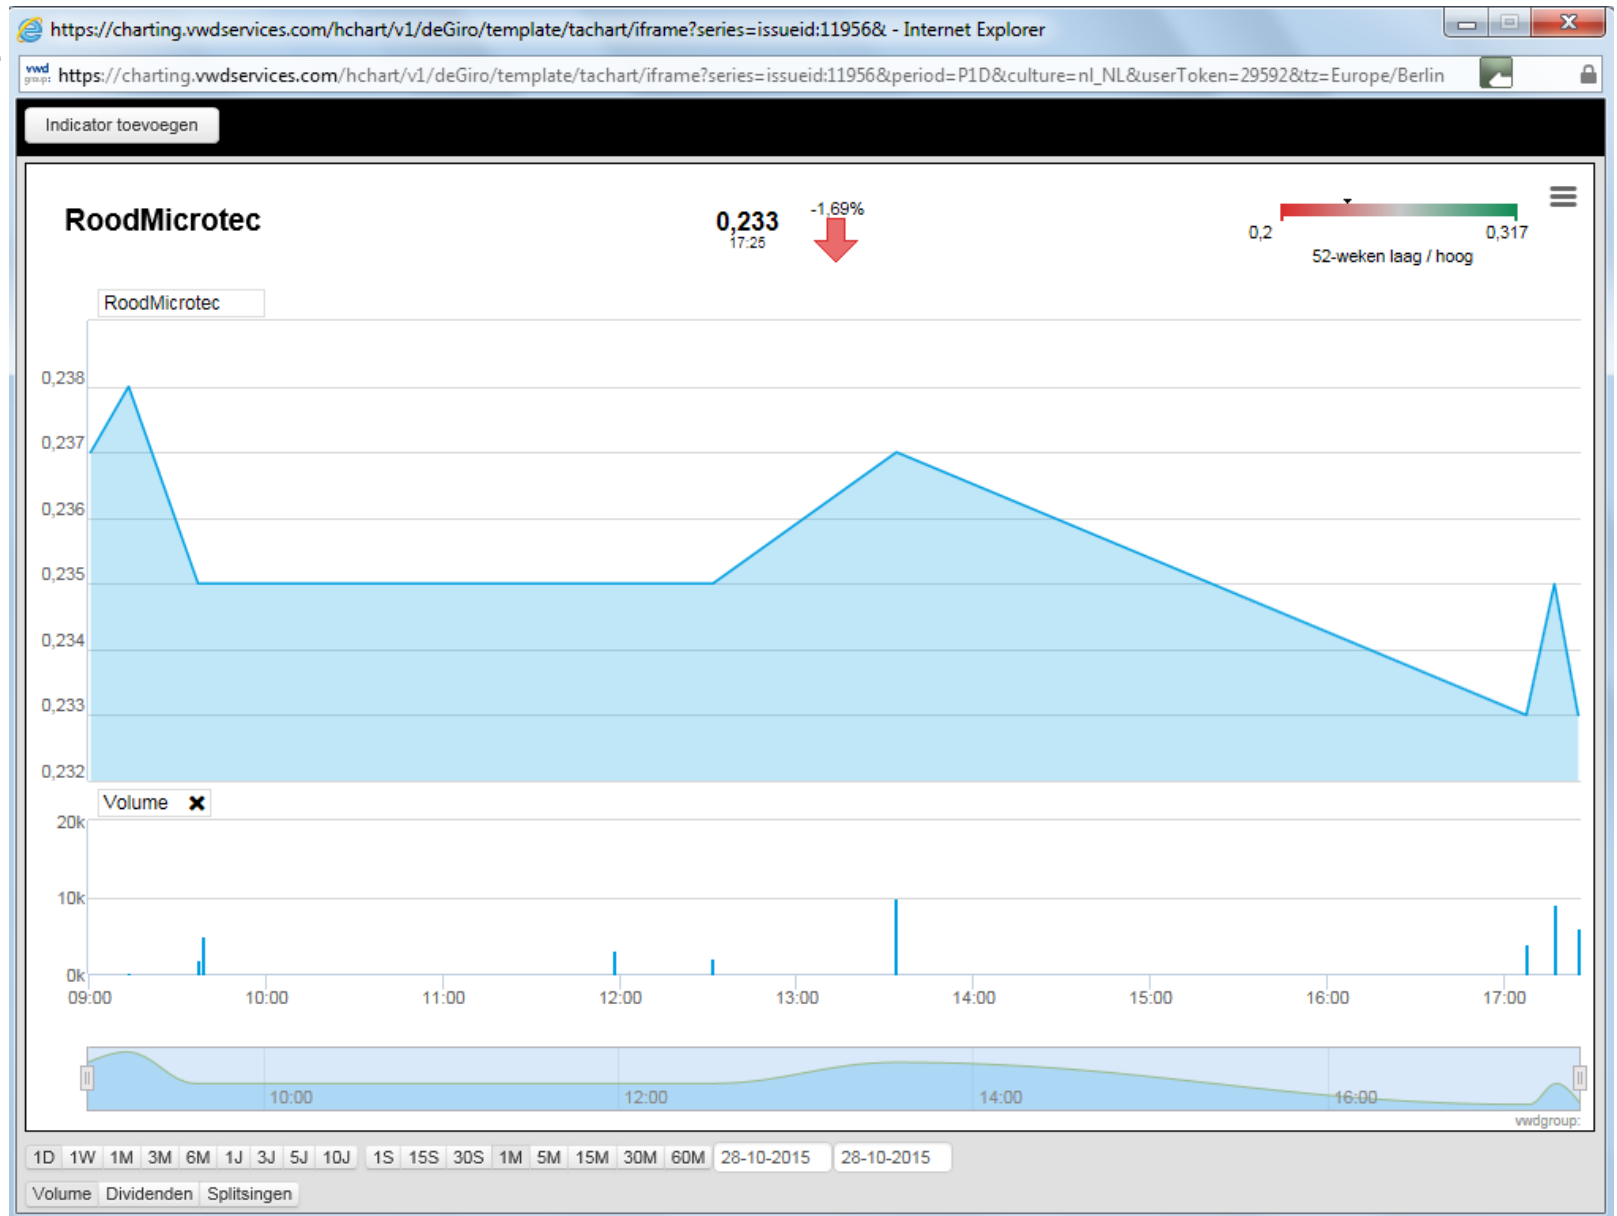 https://charting.vwdservices.com/hchart/v1/deGiro/template/tachart/iframe?series=issueid:11956& - Internet Explorer
vwd group: https://charting.vwdservices.com/hchart/v1/deGiro/template/tachart/iframe?series=issueid:11956&period=P1D&culture=nl_NL&userToken=29592&tz=Europe/Berlin
Indicator toevoegen
RoodMicrotec
0,233
17:25
-1,69%
0,2 0,317
52-weken laag / hoog
RoodMicrotec
0,238
0,237
0,236
0,235
0,234
0,233
0,232
Volume
20k
10k
0k
09:00 10:00 11:00 12:00 13:00 14:00 15:00 16:00 17:00
10:00 12:00 14:00 16:00
vwdgroup:
1D 1W 1M 3M 6M 1J 3J 5J 10J 1S 15S 30S 1M 5M 15M 30M 60M 28-10-2015 28-10-2015
Volume Dividenden Splitsingen